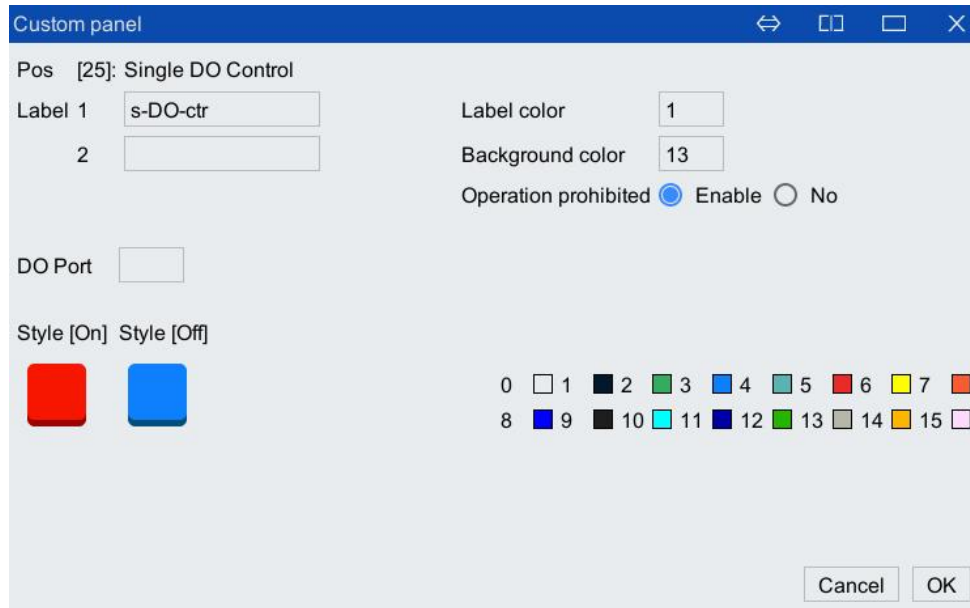 Custom panel
Pos [25]: Single DO Control
Label 1 s-DO-ctr Label color 1
2 Background color 13
Operation prohibited Enable No
DO Port
Style [On] Style [Off]
0 1 2 3 4 5 6 7
8 9 10 11 12 13 14 15
Cancel OK